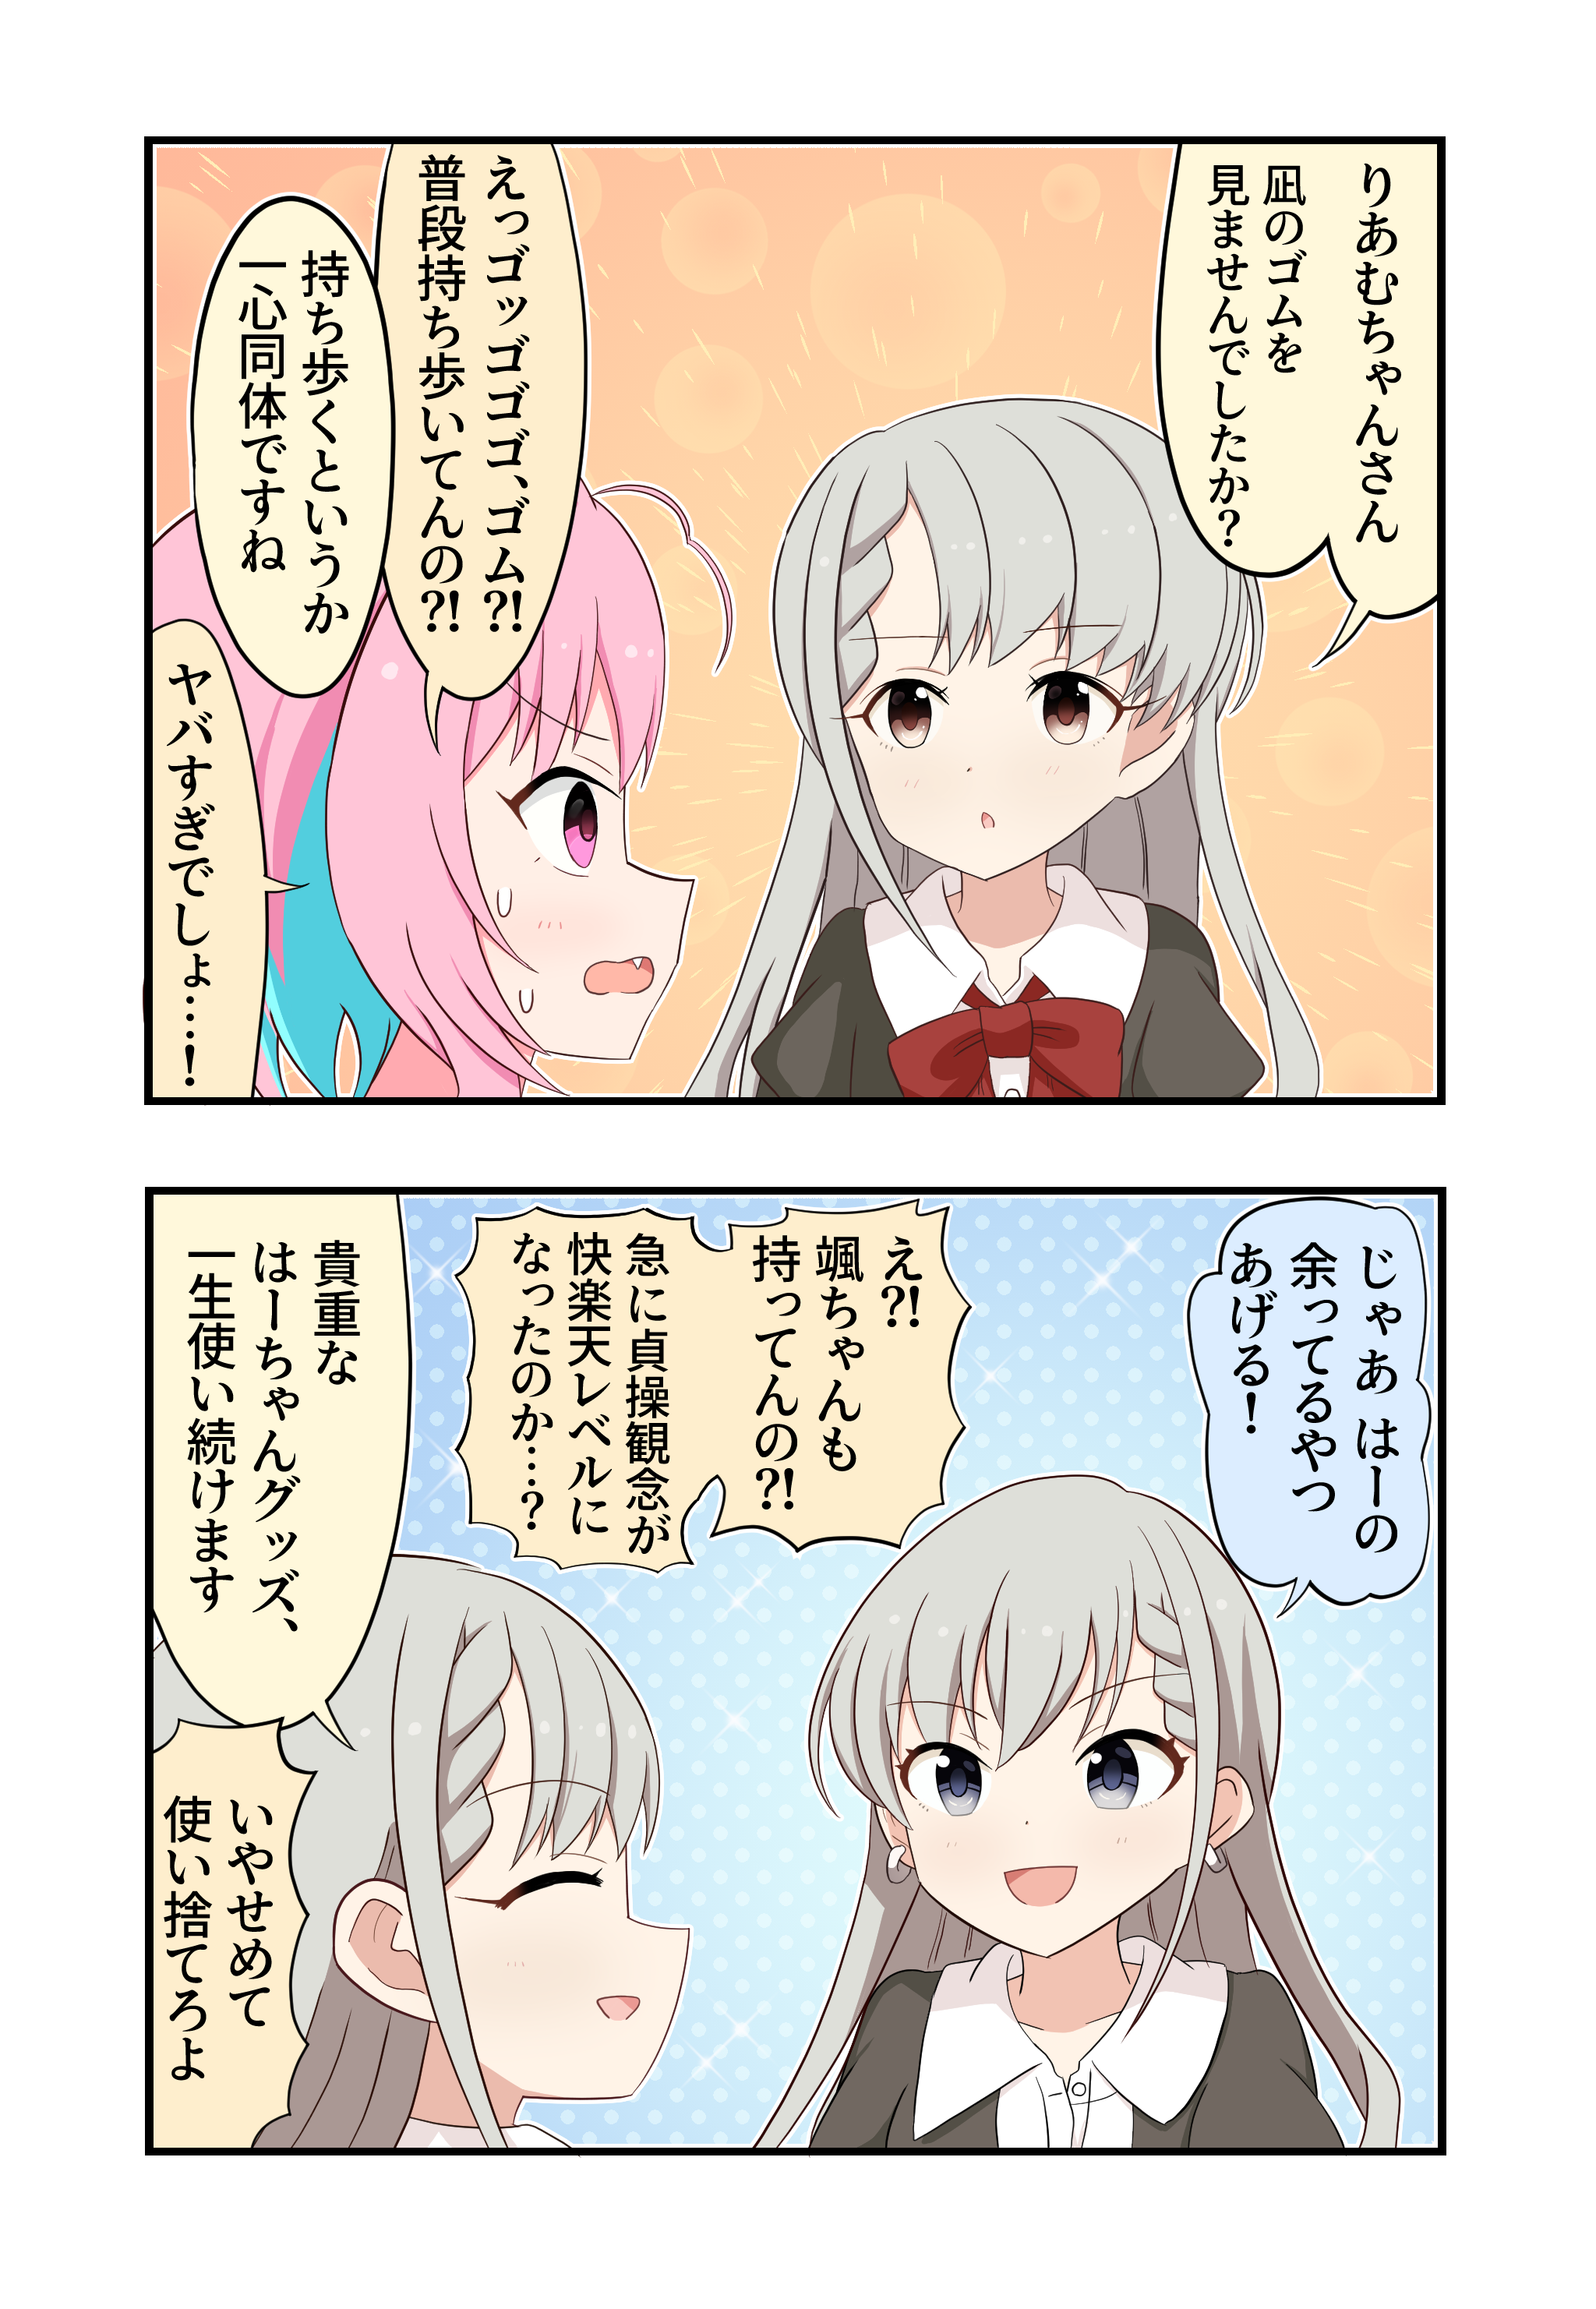 りあむちゃんさん
凪のゴムを
見ませんでしたか?
えっゴッゴゴゴ、ゴム?!
普段持ち歩いてんの?!
持ち歩くというか
一心同体ですね
ヤバすぎでしょ……!
じゃあ はーの
余ってるやつ
あげる!
え?!
颯ちゃんも
持ってんの?!
急に貞操観念が
快楽天レベルに
なったのか……?
貴重な
はーちゃんグッズ、
一生使い続けます
いやせめて
使い捨てろよ